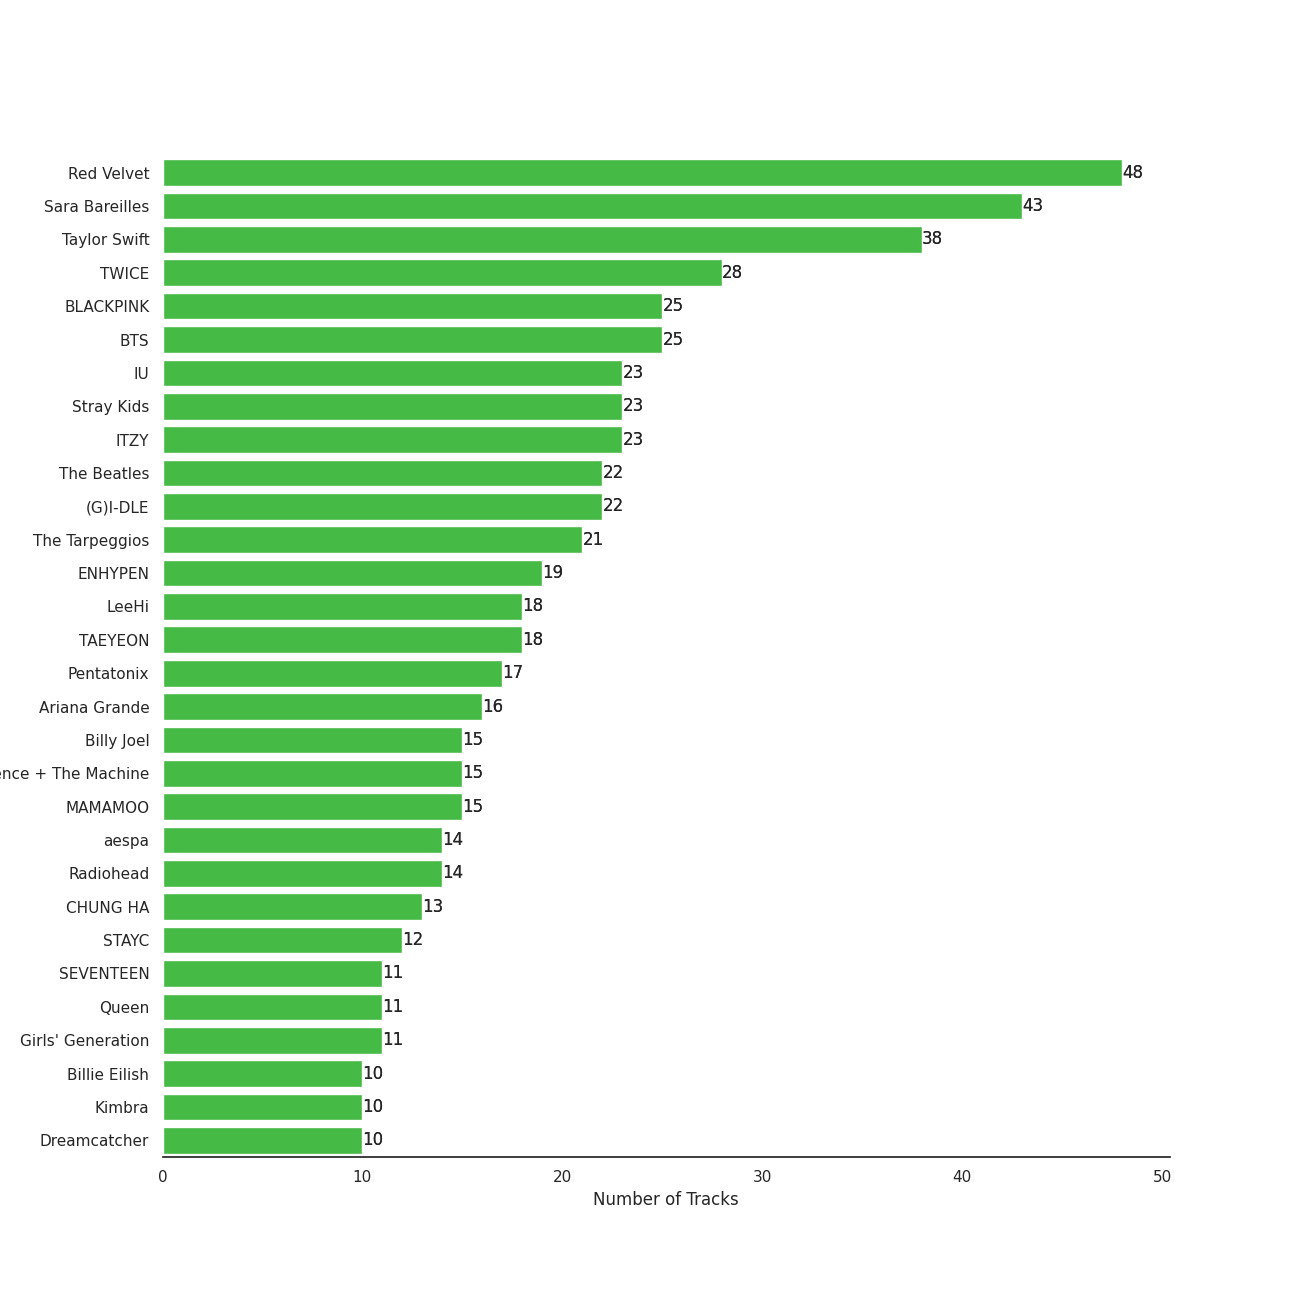 Red Velvet 48
Sara Bareilles 43
Taylor Swift 38
TWICE 28
BLACKPINK 25
BTS 25
IU 23
Stray Kids 23
ITZY 23
The Beatles 22
(G)I-DLE 22
The Tarpeggios 21
ENHYPEN 19
LeeHi 18
TAEYEON 18
Pentatonix 17
Ariana Grande 16
Billy Joel 15
ence + The Machine 15
MAMAMOO 15
aespa 14
Radiohead 14
CHUNG HA 13
STAYC 12
SEVENTEEN 11
Queen 11
Girls' Generation 11
Billie Eilish 10
Kimbra 10
Dreamcatcher 10
0 10 20 30 40 50
Number of Tracks